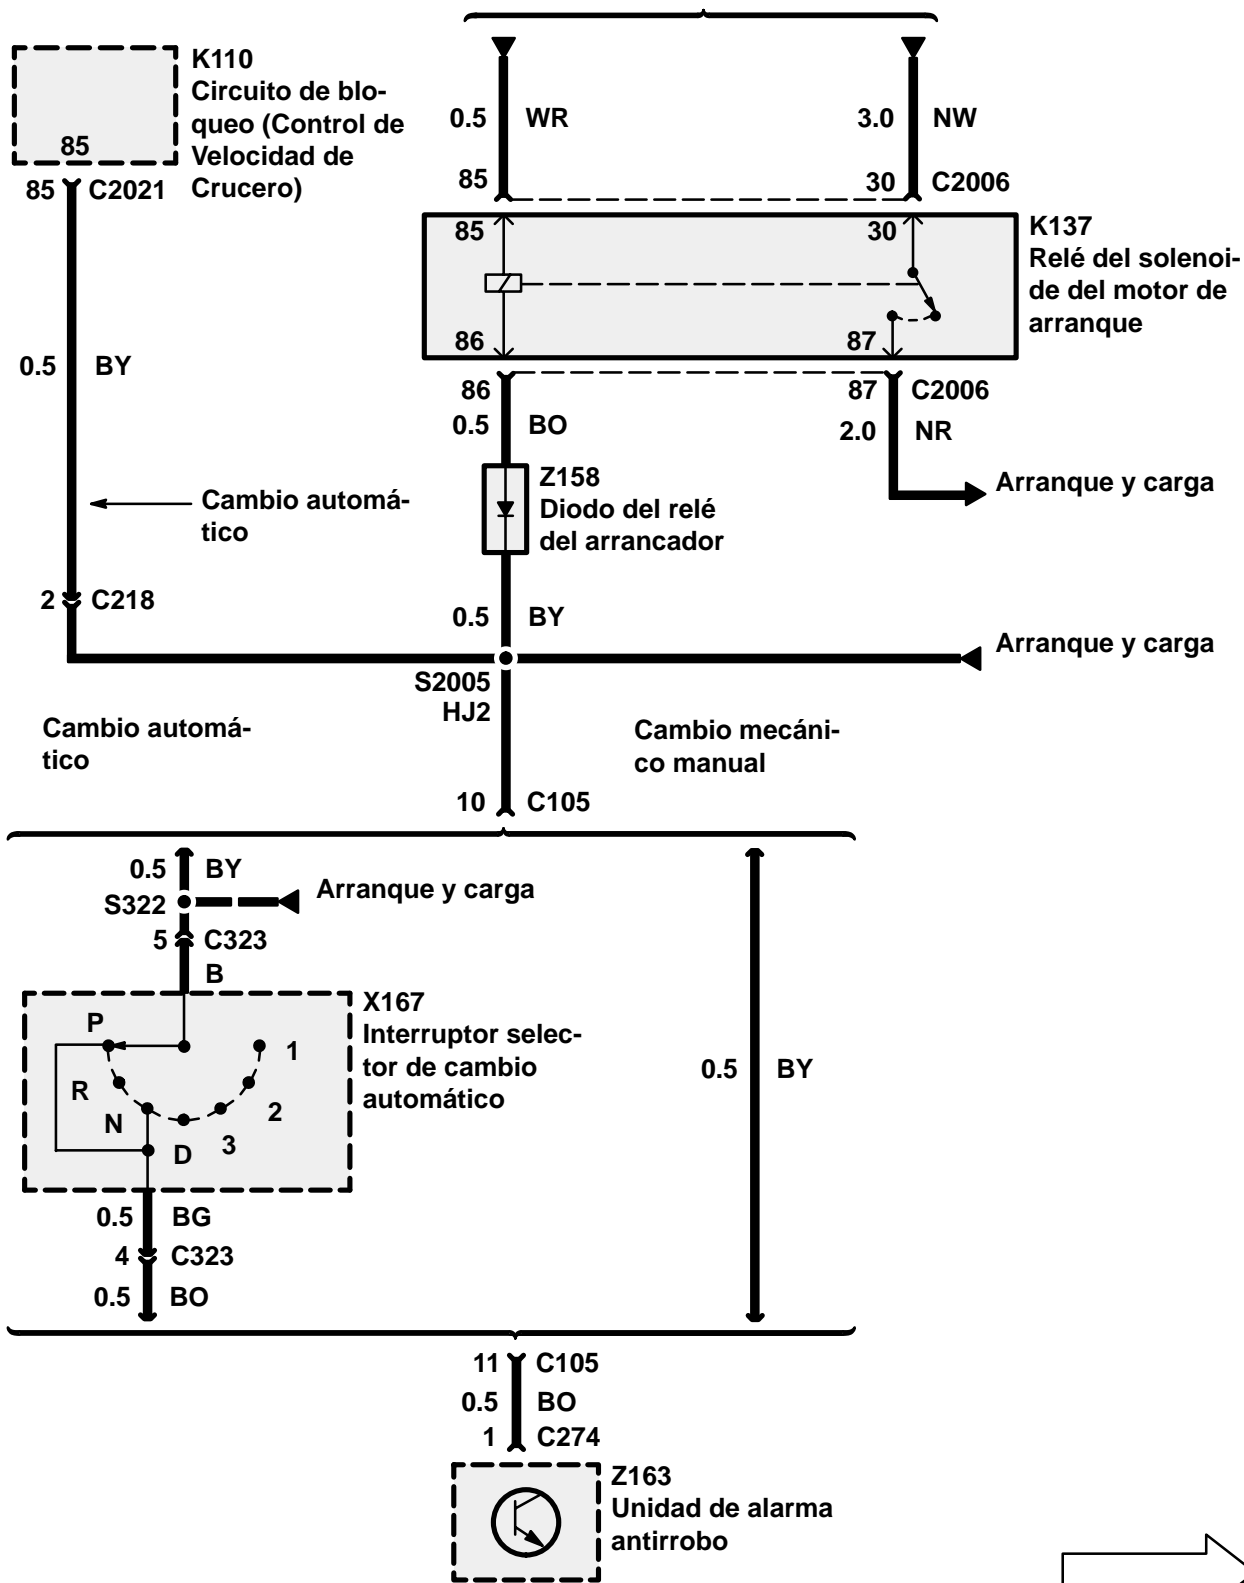 K110
Circuito de blo-
queo (Control de
Velocidad de
Crucero)
85
85 C2021
0.5 BY
Cambio automá-
tico
2 C218
0.5 WR
3.0 NW
85
30 C2006
85
30
86
87
K137
Relé del solenoi-
de del motor de
arranque
86
87 C2006
0.5 BO
2.0 NR
Arranque y carga
Z158
Diodo del relé
del arrancador
0.5 BY
Arranque y carga
S2005
HJ2
Cambio automá-
tico
Cambio mecáni-
co manual
10 C105
0.5 BY
S322
Arranque y carga
5 C323
B
X167
Interruptor selec-
tor de cambio
automático
P
R
N
D
3
2
1
0.5 BY
0.5 BG
4 C323
0.5 BO
11 C105
0.5 BO
1 C274
Z163
Unidad de alarma
antirrobo